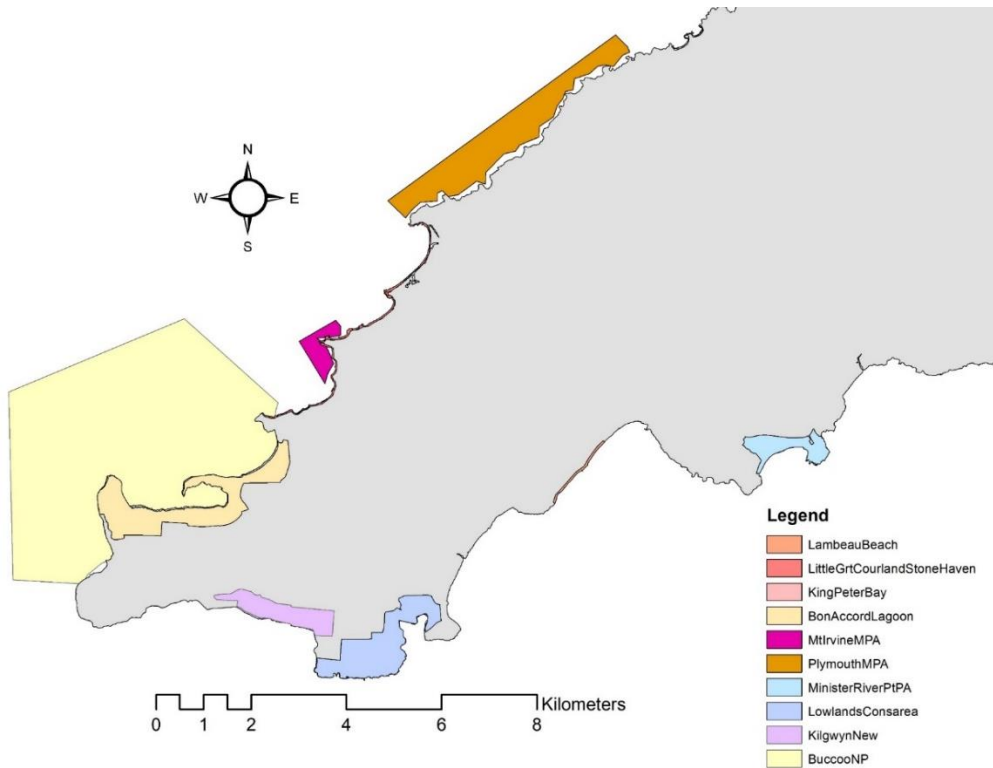 N
W E
S
Legend
LambeauBeach
LittleGrtCourlandStoneHaven
KingPeterBay
BonAccordLagoon
MtIrvineMPA
PlymouthMPA
MinisterRiverPtPA
LowlandsConsarea
KilgwynNew
BuccooNP
Kilometers
0 1 2 4 6 8